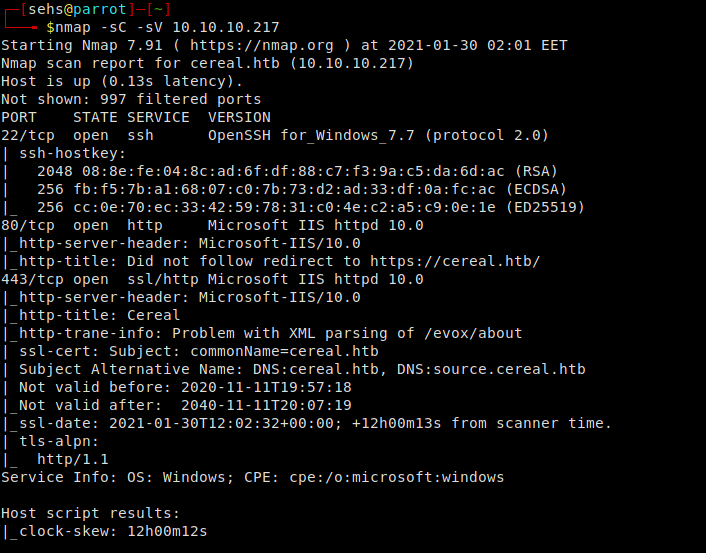 ┌─[sehs@parrot]─[~]
└──╼ $nmap -sC -sV 10.10.10.217
Starting Nmap 7.91 ( https://nmap.org ) at 2021-01-30 02:01 EET
Nmap scan report for cereal.htb (10.10.10.217)
Host is up (0.13s latency).
Not shown: 997 filtered ports
PORT    STATE SERVICE  VERSION
22/tcp  open  ssh      OpenSSH for_Windows_7.7 (protocol 2.0)
| ssh-hostkey:
|   2048 08:8e:fe:04:8c:ad:6f:df:88:c7:f3:9a:c5:da:6d:ac (RSA)
|   256 fb:f5:7b:a1:68:07:c0:7b:73:d2:ad:33:df:0a:fc:ac (ECDSA)
|_  256 cc:0e:70:ec:33:42:59:78:31:c0:4e:c2:a5:c9:0e:1e (ED25519)
80/tcp  open  http     Microsoft IIS httpd 10.0
|_http-server-header: Microsoft-IIS/10.0
|_http-title: Did not follow redirect to https://cereal.htb/
443/tcp open  ssl/http Microsoft IIS httpd 10.0
|_http-server-header: Microsoft-IIS/10.0
|_http-title: Cereal
|_http-trane-info: Problem with XML parsing of /evox/about
| ssl-cert: Subject: commonName=cereal.htb
| Subject Alternative Name: DNS:cereal.htb, DNS:source.cereal.htb
| Not valid before: 2020-11-11T19:57:18
|_Not valid after:  2040-11-11T20:07:19
|_ssl-date: 2021-01-30T12:02:32+00:00; +12h00m13s from scanner time.
| tls-alpn:
|_  http/1.1
Service Info: OS: Windows; CPE: cpe:/o:microsoft:windows

Host script results:
|_clock-skew: 12h00m12s